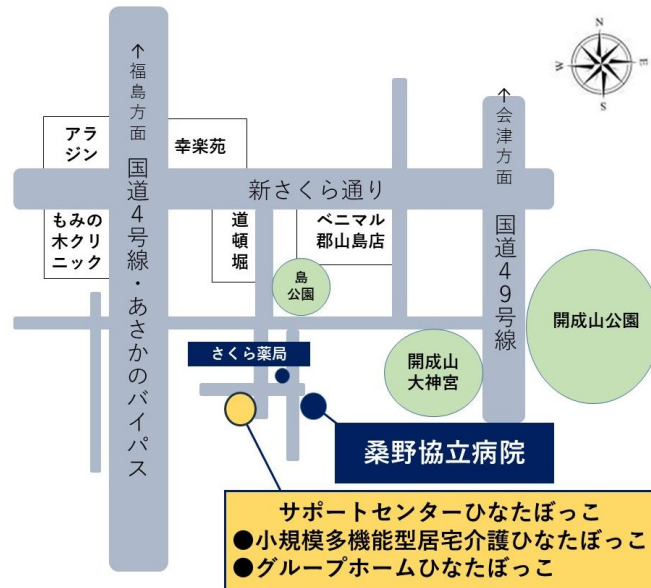 N
W
E
S
↑福島方面 国道4号線・あさかのバイパス
↑会津方面 国道49号線
アラ
ジン
幸楽苑
新さくら通り
もみの
木クリ
ニック
道頓堀
ベニマル
郡山島店
島
公園
開成山公園
さくら薬局
開成山
大神宮
桑野協立病院
サポートセンターひなたぼっこ
●小規模多機能型居宅介護ひなたぼっこ
●グループホームひなたぼっこ